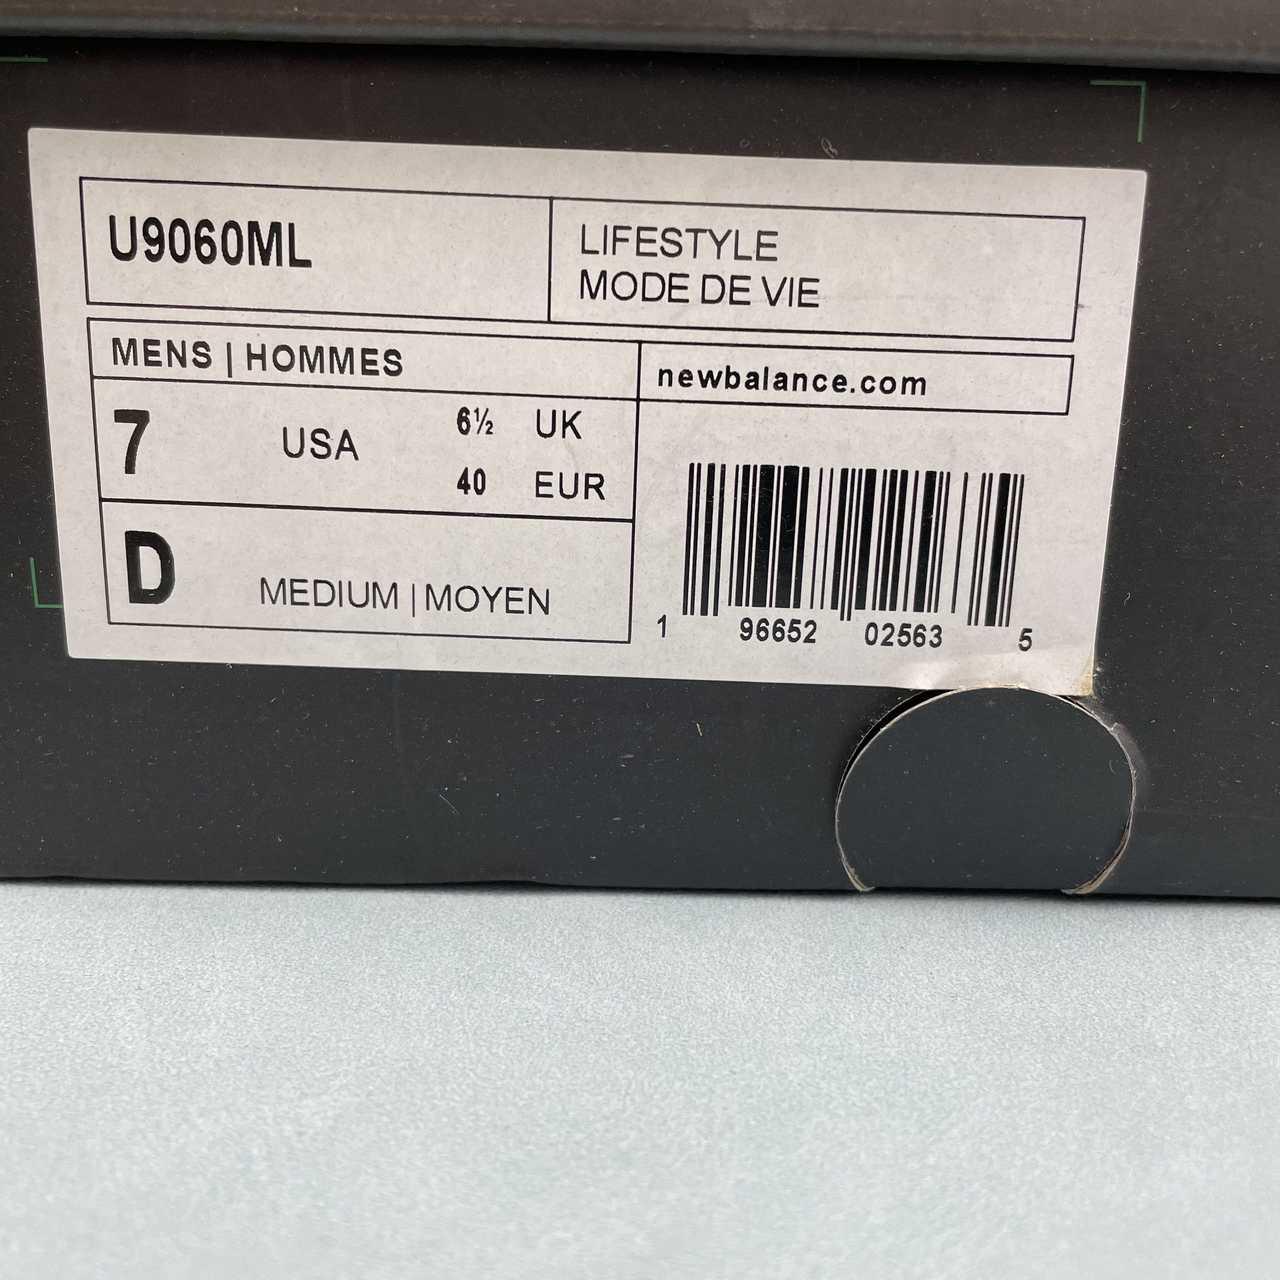 U9060ML
LIFESTYLE
MODE DE VIE
MENS | HOMMES
newbalance.com
7 USA 6½ UK
40 EUR
D MEDIUM | MOYEN
1 96652 02563 5